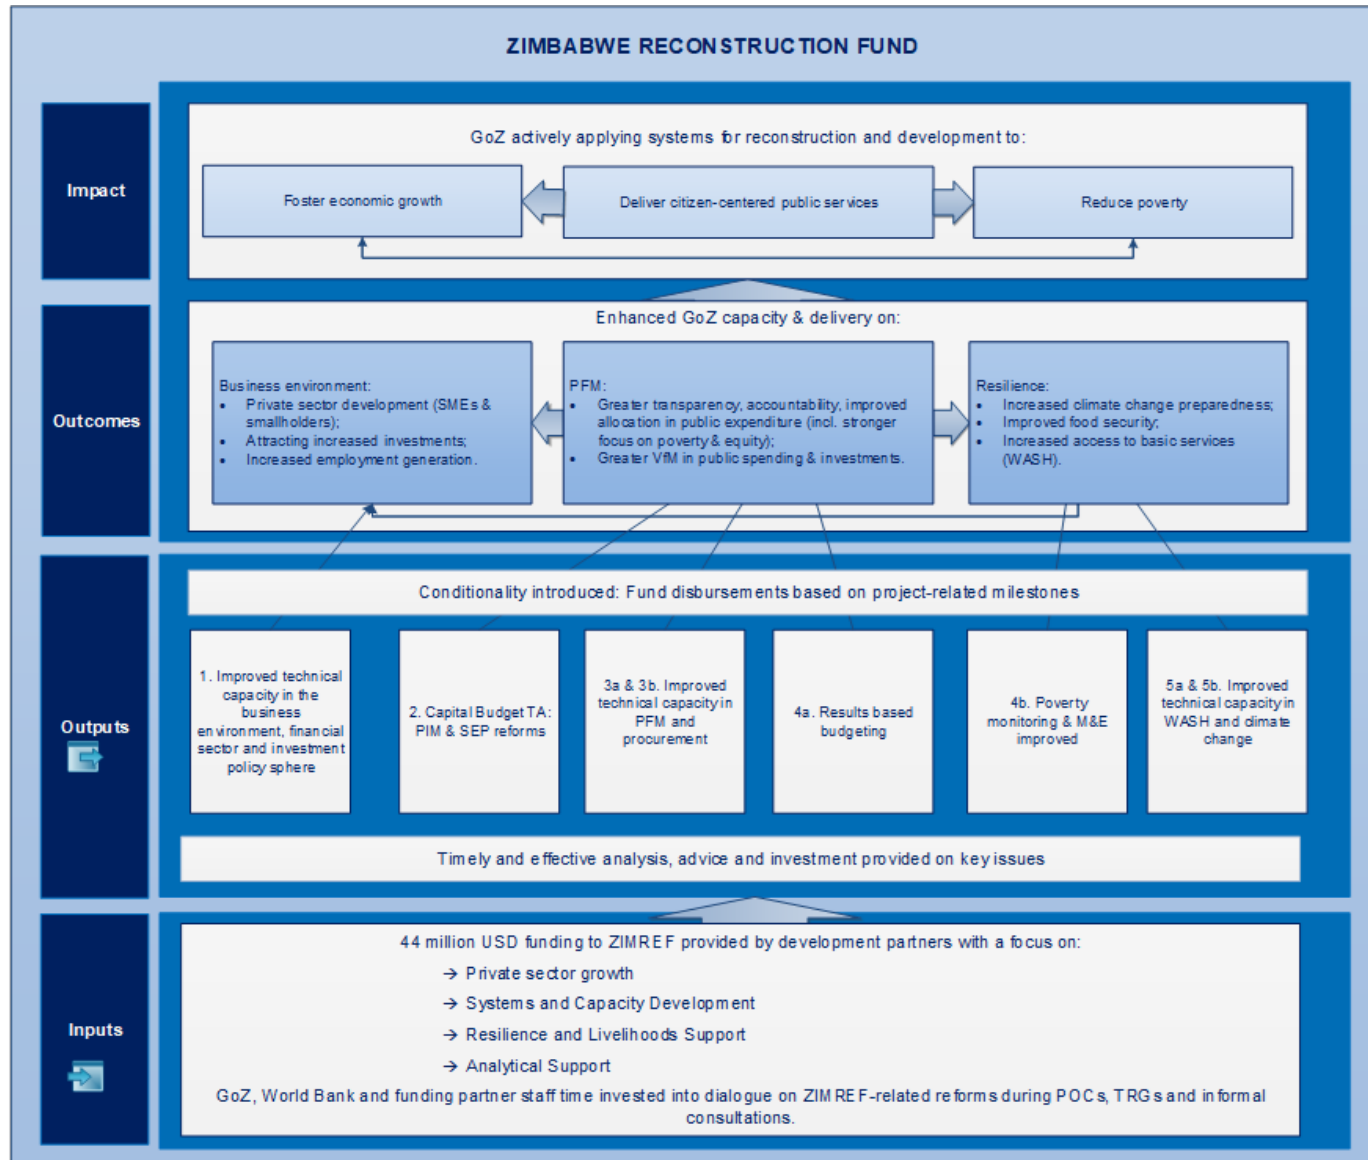 ZIMBABWE RECONSTRUCTION FUND
Impact
GoZ actively applying systems for reconstruction and development to:
Foster economic growth
Deliver citizen-centered public services
Reduce poverty
Outcomes
Enhanced GoZ capacity & delivery on:
Business environment:
• Private sector development (SMEs &
smallholders);
• Attracting increased investments;
• Increased employment generation.
PFM:
• Greater transparency, accountability, improved
allocation in public expenditure (incl. stronger
focus on poverty & equity);
• Greater VfM in public spending & investments.
Resilience:
• Increased climate change preparedness;
• Improved food security;
• Increased access to basic services
(WASH).
Outputs
Conditionality introduced: Fund disbursements based on project-related milestones
1. Improved technical
capacity in the
business
environment, financial
sector and investment
policy sphere
2. Capital Budget TA:
PIM & SEP reforms
3a & 3b. Improved
technical capacity in
PFM and
procurement
4a. Results based
budgeting
4b. Poverty
monitoring & M&E
improved
5a & 5b. Improved
technical capacity in
WASH and climate
change
Timely and effective analysis, advice and investment provided on key issues
Inputs
44 million USD funding to ZIMREF provided by development partners with a focus on:
→ Private sector growth
→ Systems and Capacity Development
→ Resilience and Livelihoods Support
→ Analytical Support
GoZ, World Bank and funding partner staff time invested into dialogue on ZIMREF-related reforms during POCs, TRGs and informal
consultations.